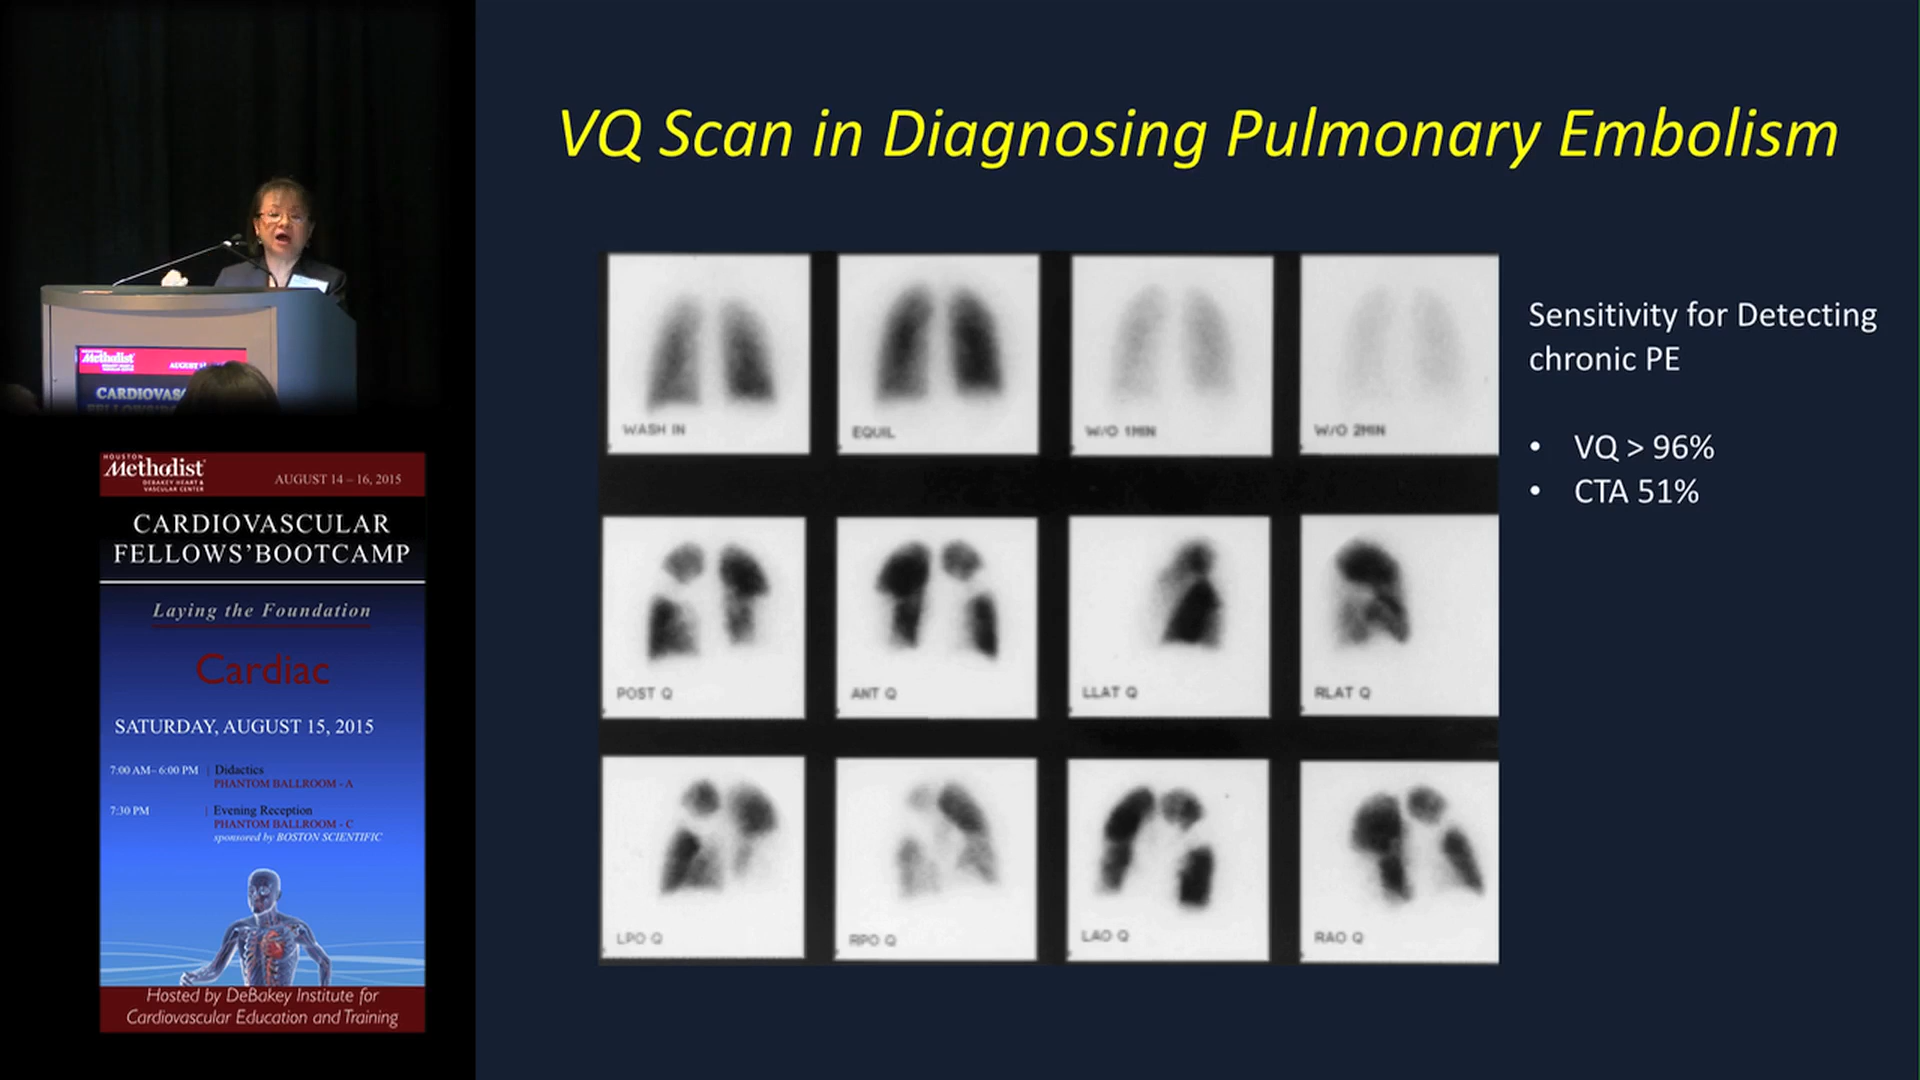 VQ Scan in Diagnosing Pulmonary Embolism
WASH IN
EQUIL
W/O 1MIN
W/O 2MIN
POST Q
ANT Q
LLAT Q
RLAT Q
LPO Q
RPO Q
LAO Q
RAO Q
Sensitivity for Detecting
chronic PE
• VQ > 96%
• CTA 51%
Methodist
AUGUST
CARDIOVAS
HOUSTON
Methodist
DEBAKEY HEART &
VASCULAR CENTER
AUGUST 14 – 16, 2015
CARDIOVASCULAR
FELLOWS'BOOTCAMP
Laying the Foundation
Cardiac
SATURDAY, AUGUST 15, 2015
7:00 AM– 6:00 PM | Didactics
PHANTOM BALLROOM - A
7:30 PM | Evening Reception
PHANTOM BALLROOM - C
sponsored by BOSTON SCIENTIFIC
Hosted by DeBakey Institute for
Cardiovascular Education and Training